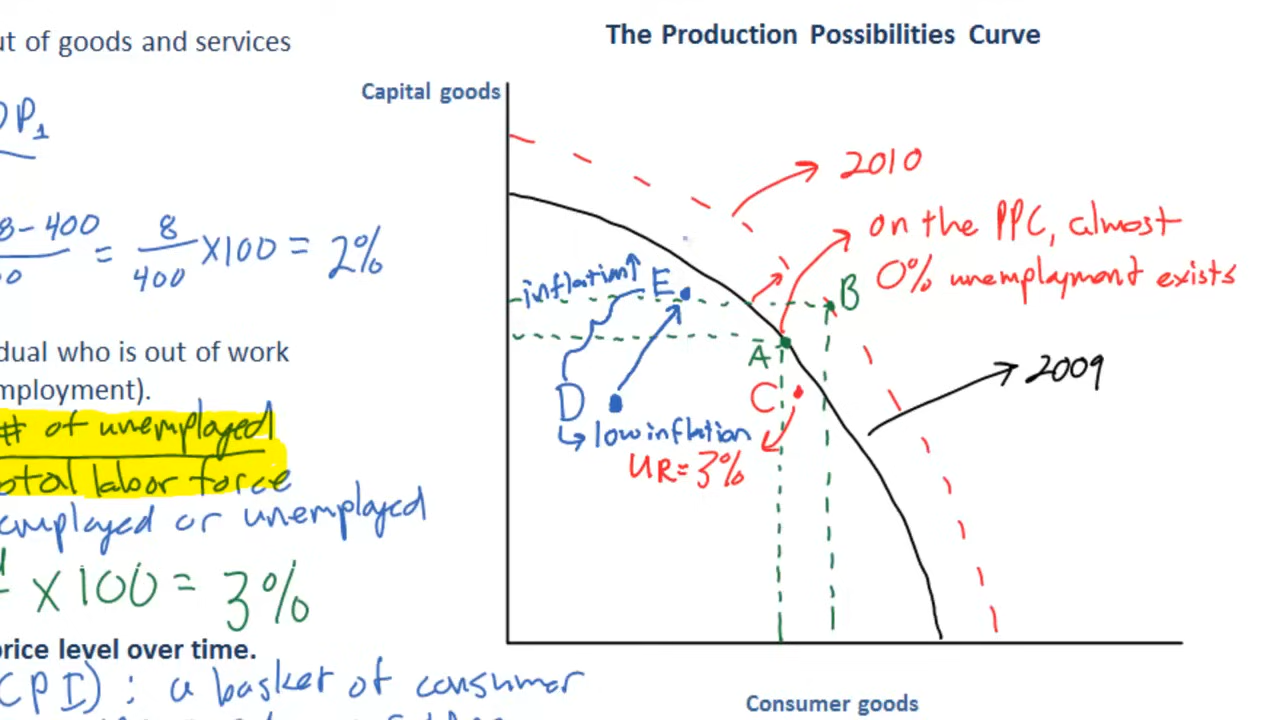 ut of goods and services
DP1
8-400 = 8/400 X100 = 2%
dual who is out of work
mployment).
# of unemployed
otal labor force
employed or unemployed
X 100 = 3%
price level over time.
(CPI): a basket of consumer
The Production Possibilities Curve
Capital goods
2010
on the PPC, almost
0% unemployment exists
inflation↑ E
B
A
D
C
2009
low inflation
UR=3%
Consumer goods